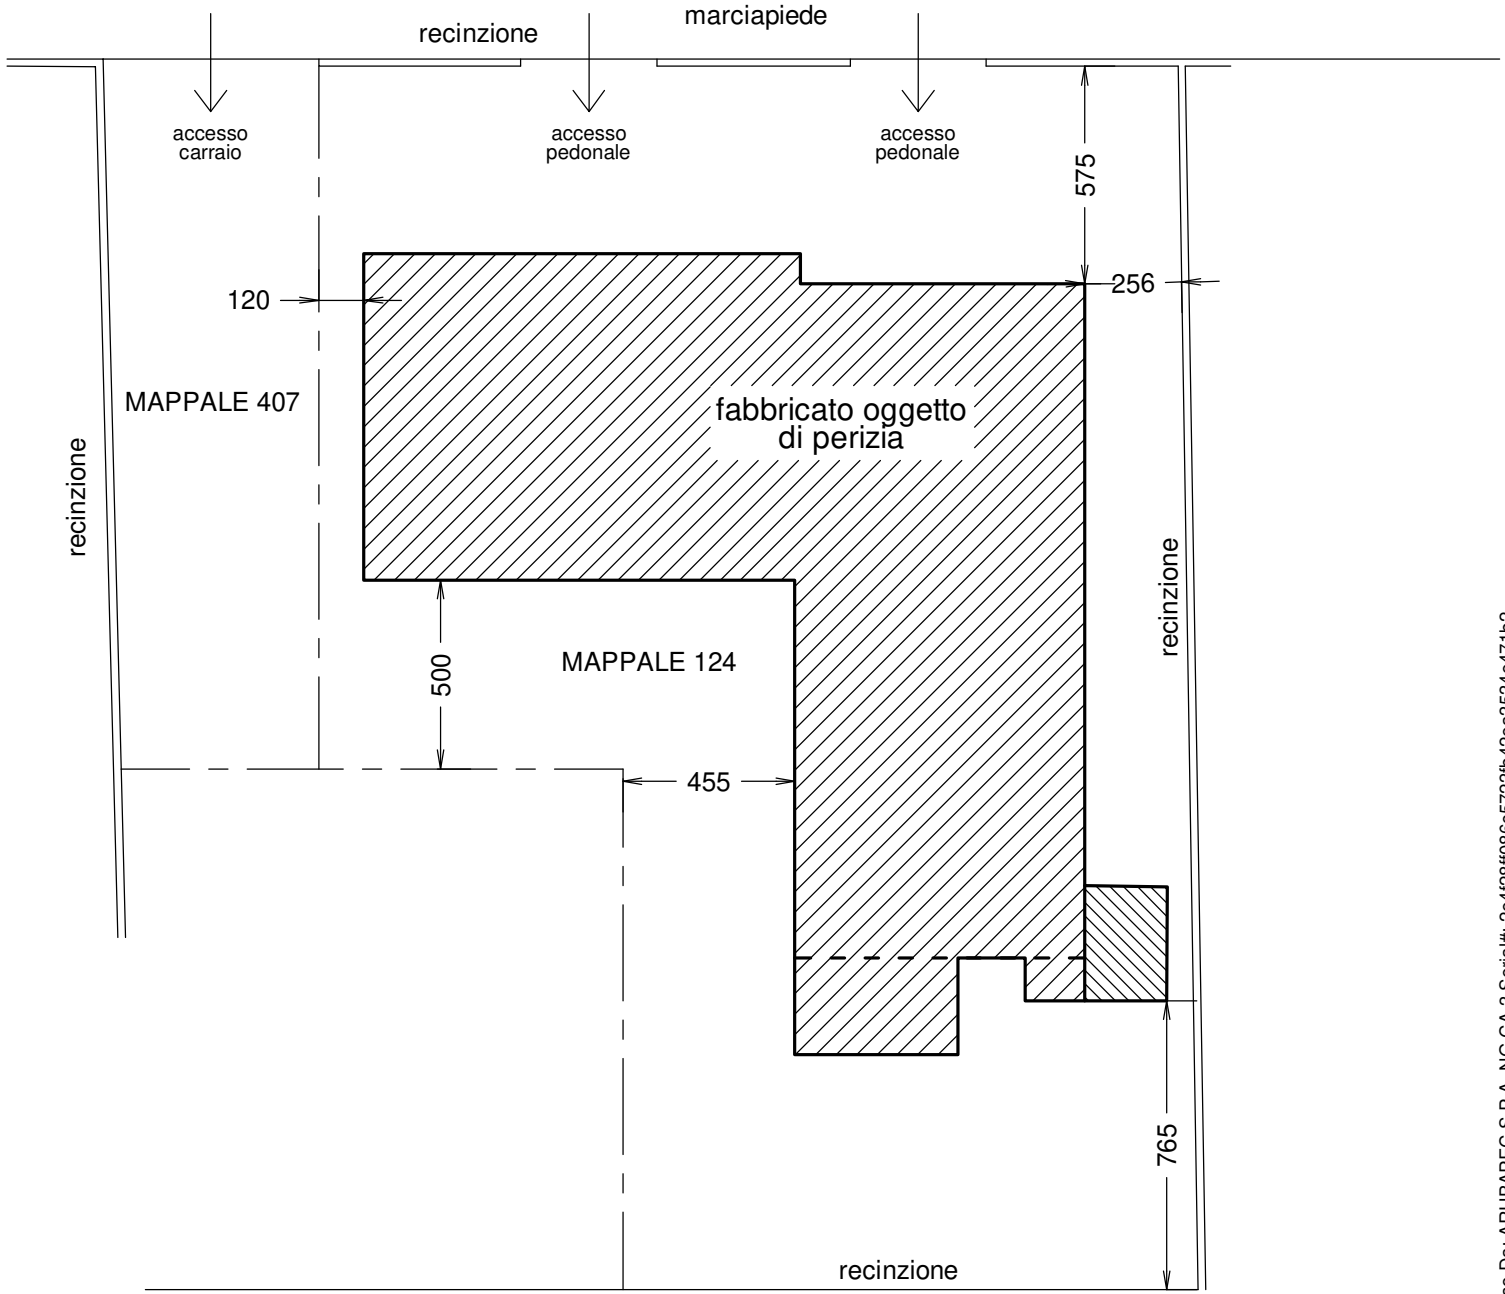 marciapiede
recinzione
accesso
carraio
accesso
pedonale
accesso
pedonale
575
256
120
MAPPALE 407
fabbricato oggetto
di perizia
recinzione
recinzione
500
MAPPALE 124
455
765
recinzione